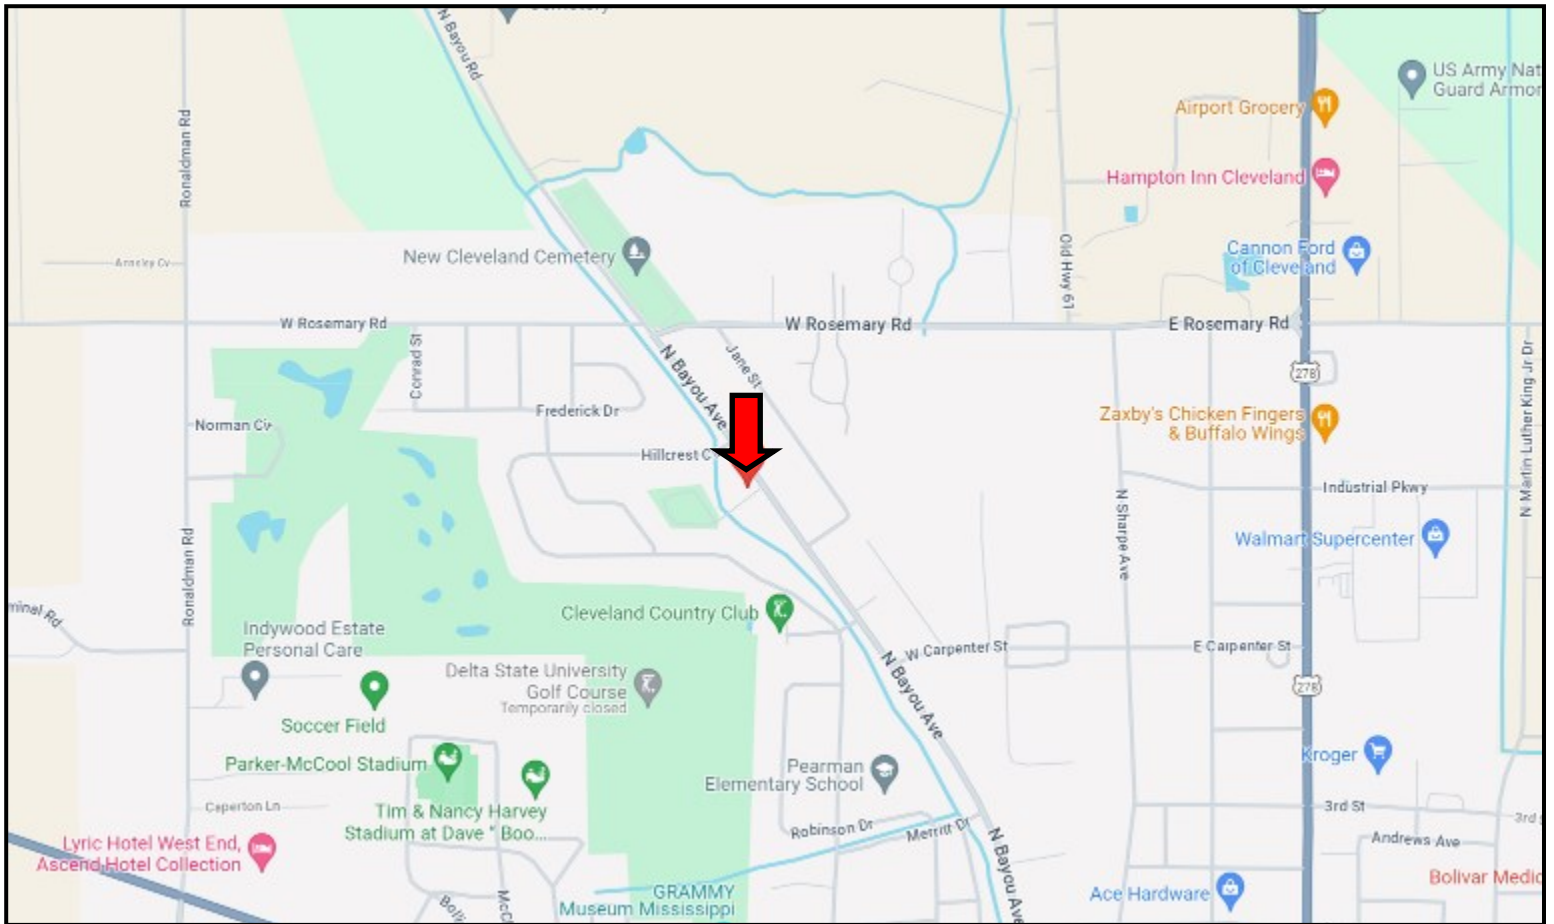 N Bayou Rd
US Army Nat
Guard Armor
Airport Grocery
Ronaldman Rd
Hampton Inn Cleveland
New Cleveland Cemetery
Old Hwy 61
Cannon Ford
of Cleveland
W Rosemary Rd
W Rosemary Rd
E Rosemary Rd
Conrad St
N Bayou Ave
Jane St
278
N Martin Luther King Jr Dr
Frederick Dr
Norman Cir
Zaxby's Chicken Fingers
& Buffalo Wings
Hillcrest C
Industrial Pkwy
N Sharpe Ave
Walmart Supercenter
Ronaldman Rd
minal Rd
Cleveland Country Club
Indywood Estate
Personal Care
W Carpenter St
E Carpenter St
Delta State University
Golf Course
Temporarily closed
N Bayou Ave
278
Soccer Field
Parker-McCool Stadium
Kroger
Pearman
Elementary School
Caperton Ln
Tim & Nancy Harvey
Stadium at Dave " Boo...
3rd St
3rd
Robinson Dr
Merritt Dr
Andrews Ave
Lyric Hotel West End,
Ascend Hotel Collection
N Bayou Ave
Bolivar Medic
GRAMMY
Museum Mississippi
Ace Hardware